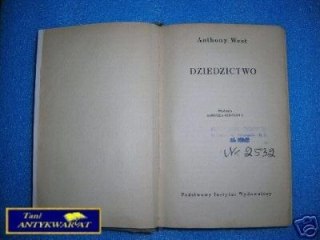 Anthony West
DZIEDZICTWO
Nr 2532
Państwowy Instytut Wydawniczy
Tani
ANTYKWARIAT